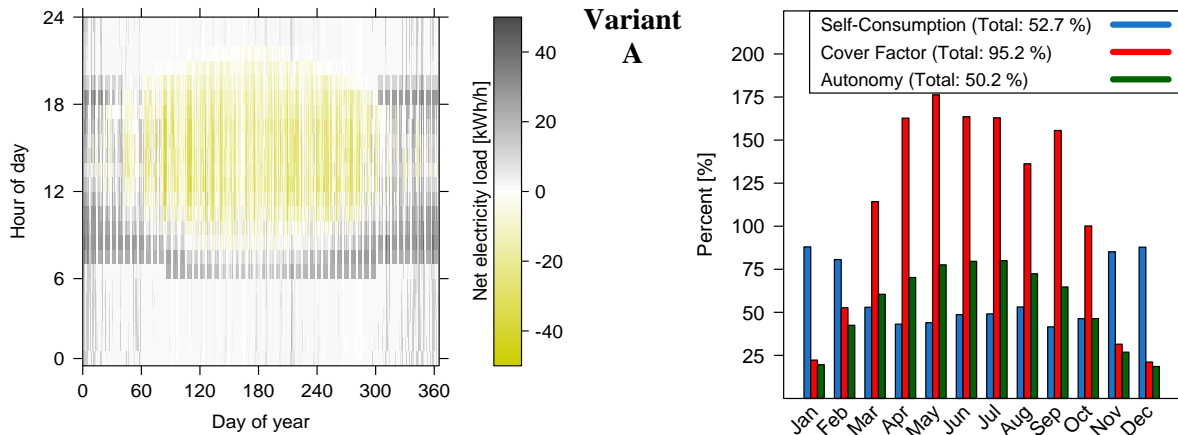 24
18
12
6
0
Hour of day
0 60 120 180 240 300 360
Day of year
40
20
0
-20
-40
Net electricity load [kWh/h]
Variant
A
Self-Consumption (Total: 52.7 %)
Cover Factor (Total: 95.2 %)
Autonomy (Total: 50.2 %)
200
175
150
125
100
75
50
25
Percent [%]
Jan Feb Mar Apr May Jun Jul Aug Sep Oct Nov Dec